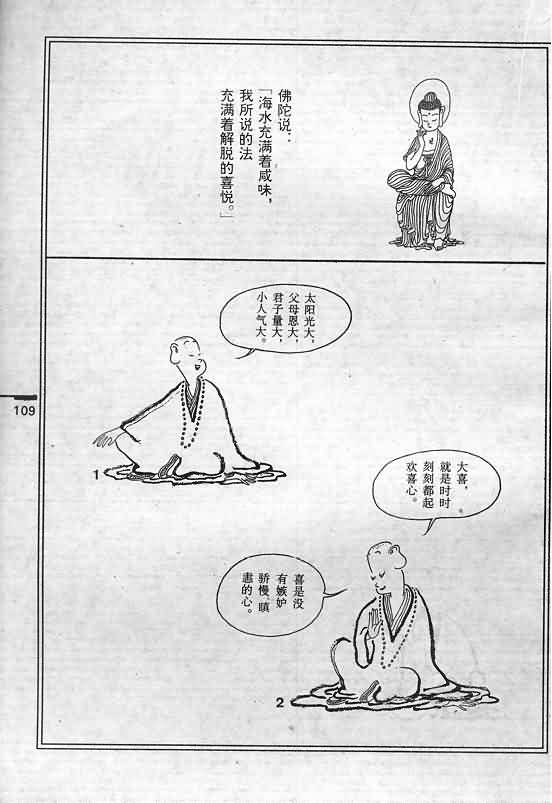 佛陀说：
「海水充满着咸味，
我所说的法
充满着解脱的喜悦。」
太阳光大，
父母恩大，
君子量大，
小人气大。
1
大喜，
就是时时
刻刻都起
欢喜心。
喜是没
有嫉妒
骄慢、瞋
恚的心。
2
109